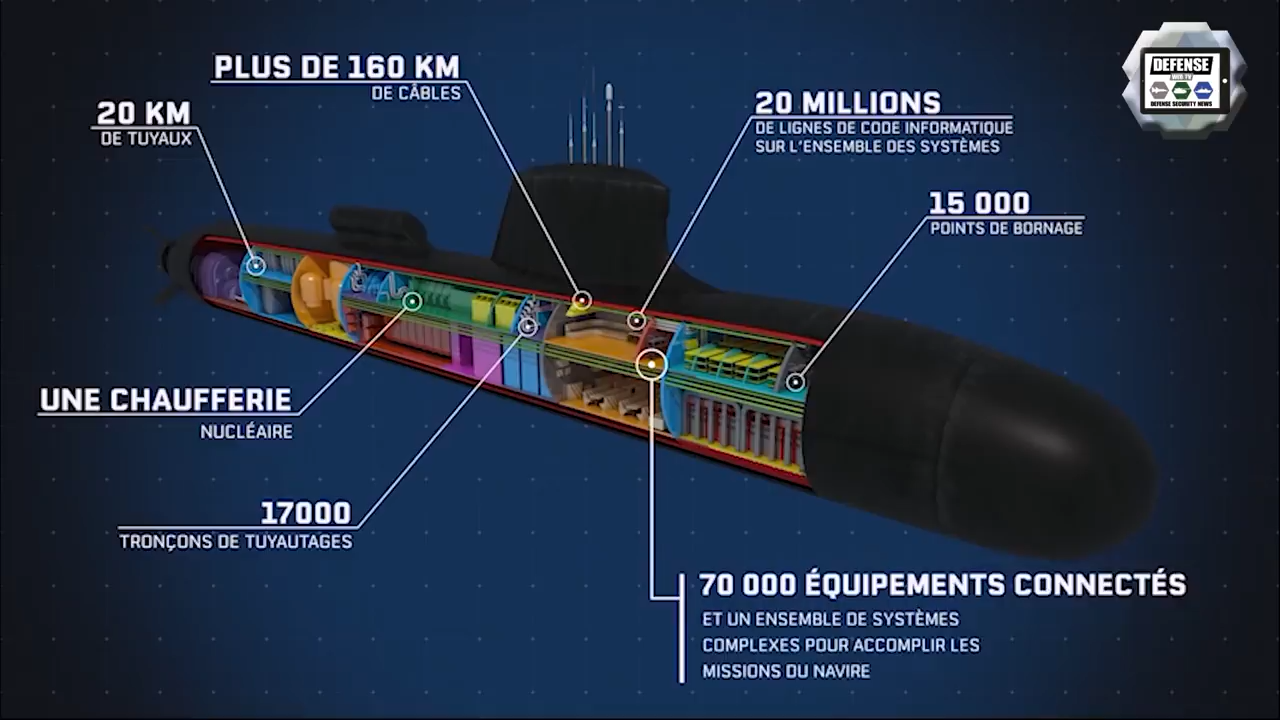 PLUS DE 160 KM
DE CÂBLES
20 KM
DE TUYAUX
20 MILLIONS
DE LIGNES DE CODE INFORMATIQUE
SUR L'ENSEMBLE DES SYSTÈMES
15 000
POINTS DE BORNAGE
UNE CHAUFFERIE
NUCLÉAIRE
17000
TRONÇONS DE TUYAUTAGES
70 000 ÉQUIPEMENTS CONNECTÉS
ET UN ENSEMBLE DE SYSTÈMES
COMPLEXES POUR ACCOMPLIR LES
MISSIONS DU NAVIRE
DEFENSE
WEB TV
DEFENSE SECURITY NEWS